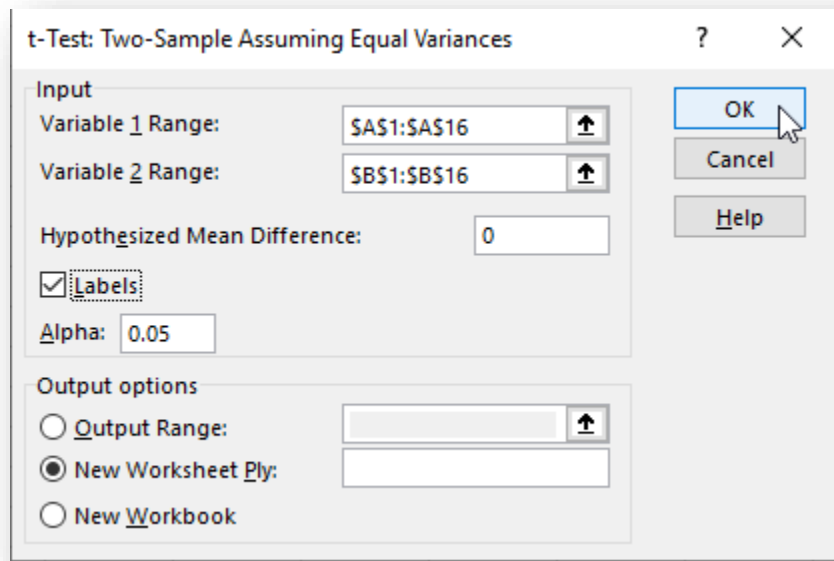 t-Test: Two-Sample Assuming Equal Variances ?
Input
Variable 1 Range: $A$1:$A$16
Variable 2 Range: $B$1:$B$16
Hypothesized Mean Difference: 0
Labels
Alpha: 0.05
Output options
Output Range:
New Worksheet Ply:
New Workbook
OK
Cancel
Help